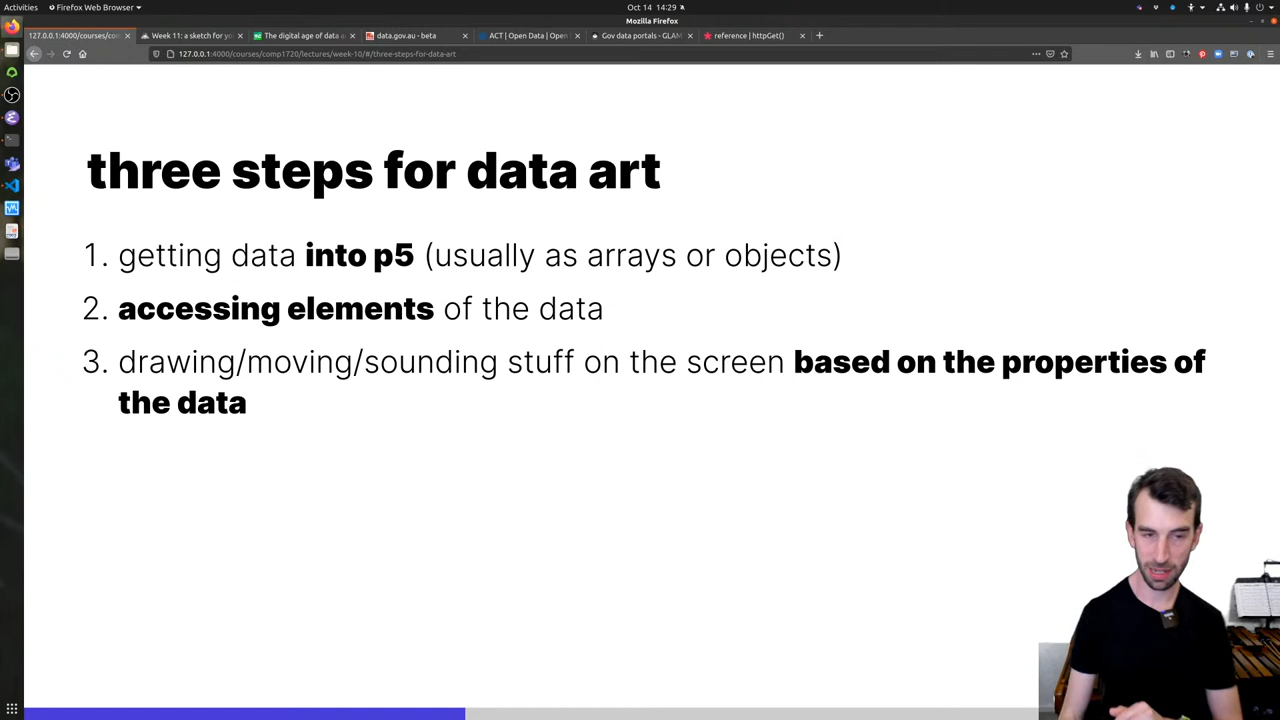 Activities
Firefox Web Browser
Oct 14 14:29
Mozilla Firefox
127.0.0.1:4000/courses/co
Week 11: a sketch for yo
The digital age of data a
data.gov.au - beta
ACT | Open Data | Open
Gov data portals - GLAM
reference | httpGet()
127.0.0.1:4000/courses/comp1720/lectures/week-10/#/three-steps-for-data-art
three steps for data art
1. getting data into p5 (usually as arrays or objects)
2. accessing elements of the data
3. drawing/moving/sounding stuff on the screen based on the properties of
the data